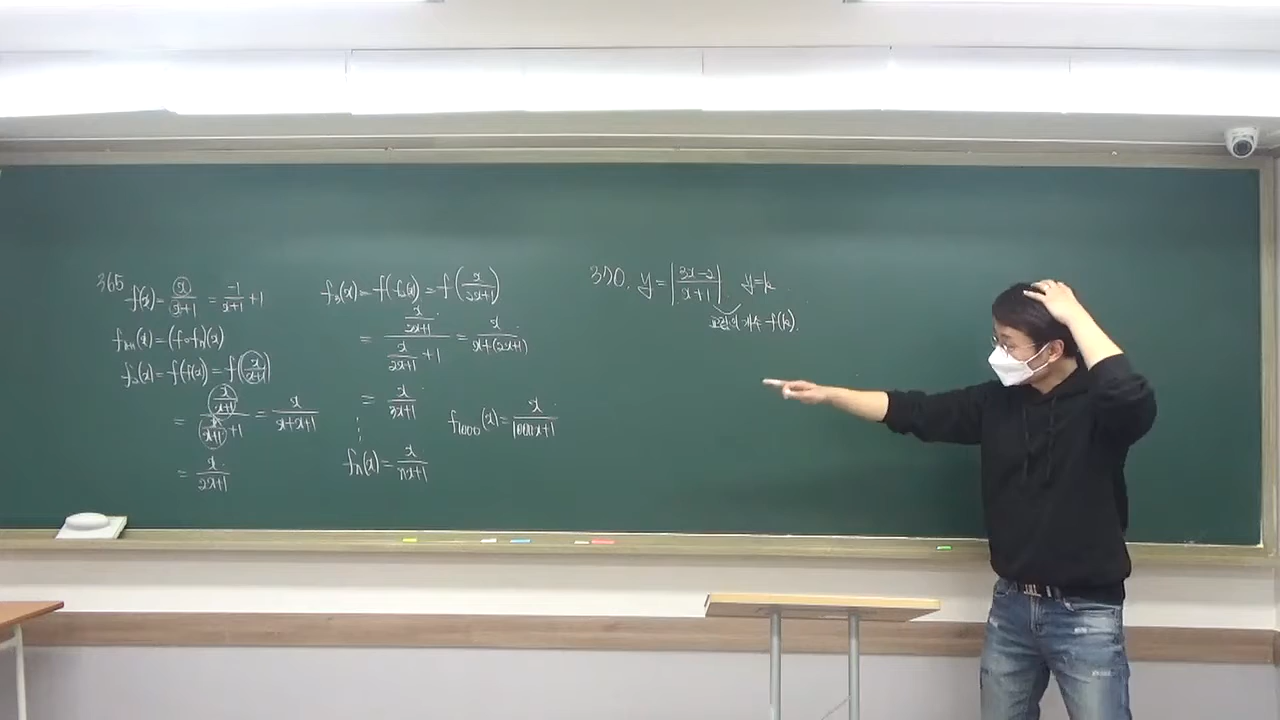 365
f(x) = x/(x+1) = -1/(x+1) + 1
fₙ₊₁(x) = (f∘fₙ)(x)
f₂(x) = f(f(x)) = f(x/(x+1))
= (x/(x+1))/(x/(x+1) + 1) = x/(x+x+1)
= x/(2x+1)
f₃(x) = f(f₂(x)) = f(x/(2x+1))
= (x/(2x+1))/(x/(2x+1) + 1) = x/(x+(2x+1))
= x/(3x+1)
⋮
fₙ(x) = x/(nx+1)
f₁₀₀₀(x) = x/(1000x+1)
370. y = |(3x-2)/(x+1)| y=k
교점의 개수 f(k)